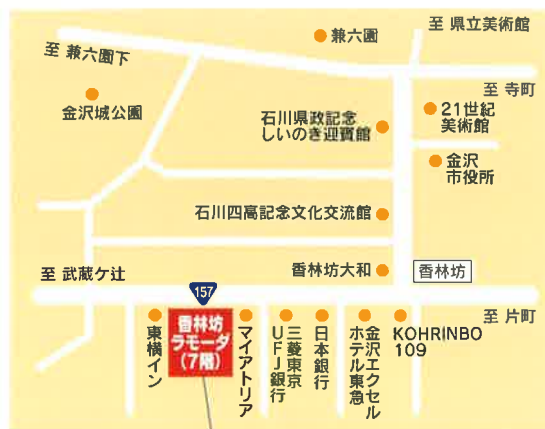 至 県立美術館
兼六園
至 兼六園下
至 寺町
金沢城公園
21世紀
美術館
石川県政記念
しいのき迎賓館
金沢
市役所
石川四高記念文化交流館
香林坊大和
香林坊
至 武蔵ケ辻
157
至 片町
東横イン
香林坊
ラモーダ
(7階)
マイアトリア
三菱東京
UFJ銀行
日本銀行
金沢エクセル
ホテル東急
KOHRINBO
109